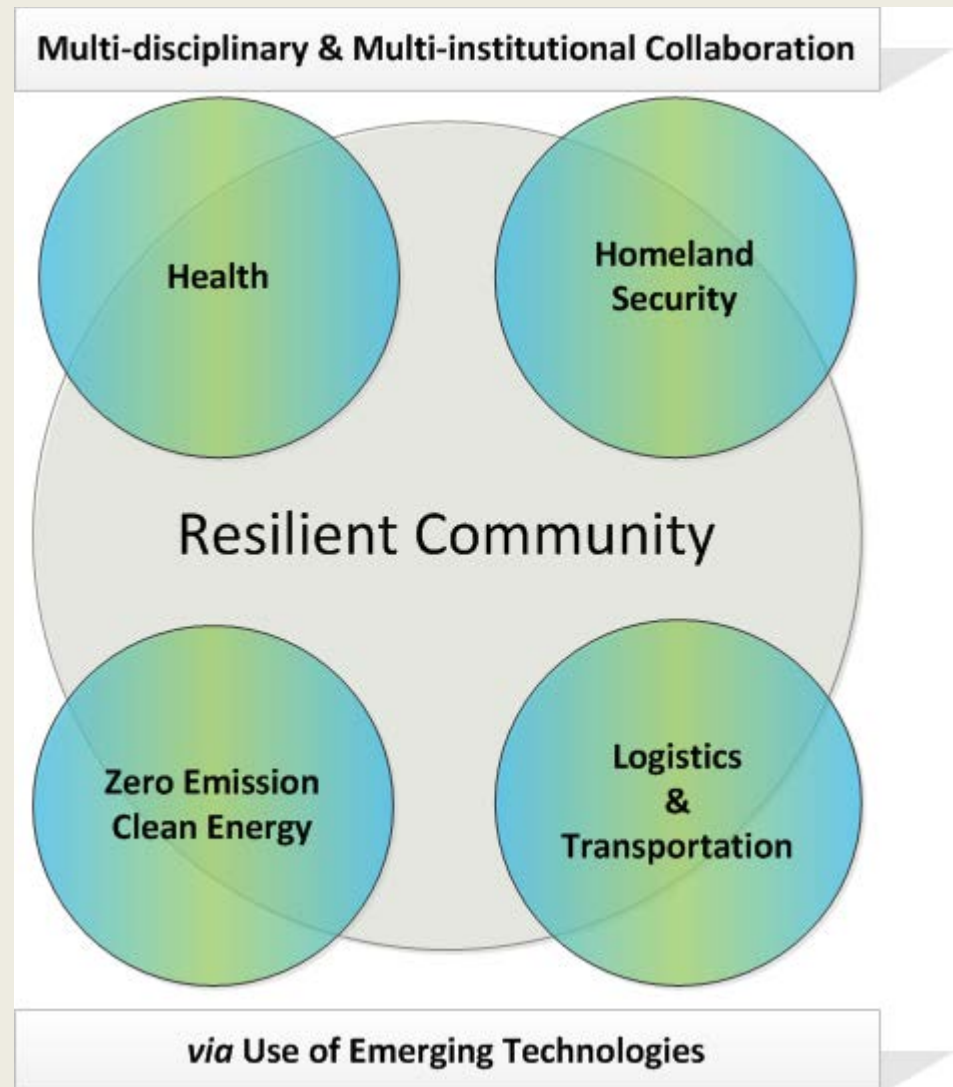 Multi-disciplinary & Multi-institutional Collaboration
Health
Homeland
Security
Resilient Community
Zero Emission
Clean Energy
Logistics
&
Transportation
via Use of Emerging Technologies